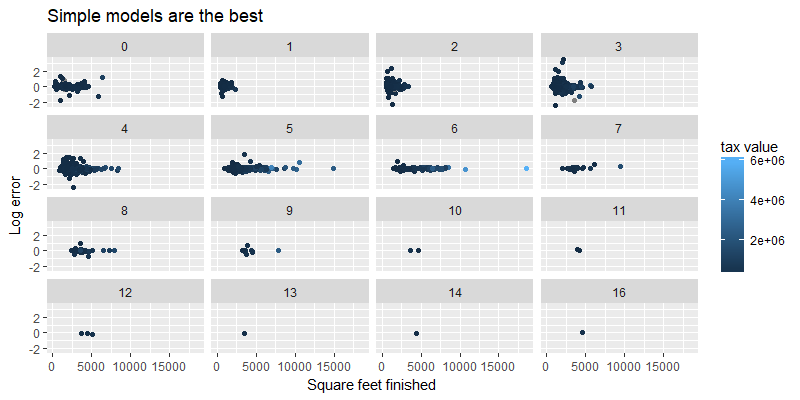 Simple models are the best
0 1 2 3
2
0
-2
4 5 6 7
2
0
-2
8 9 10 11
2
0
-2
12 13 14 16
2
0
-2
0 5000 10000 15000 0 5000 10000 15000 0 5000 10000 15000 0 5000 10000 15000
Square feet finished
Log error
tax value
6e+06
4e+06
2e+06